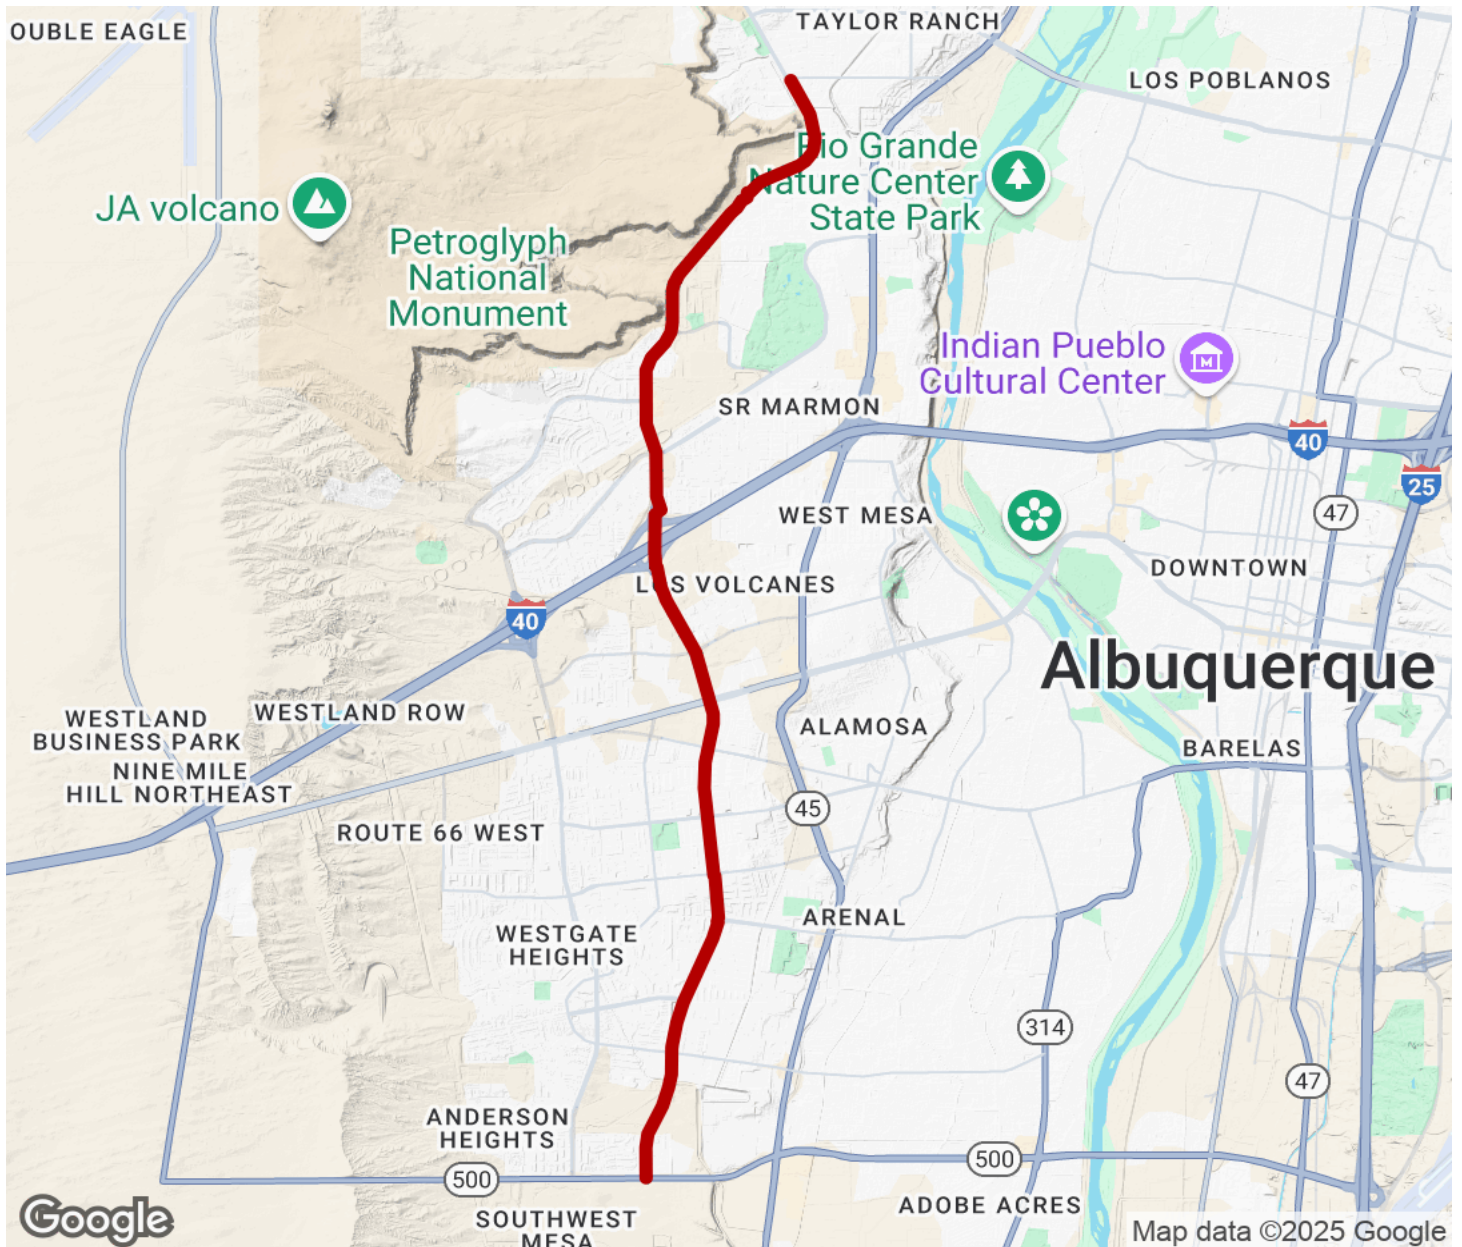 TAYLOR RANCH
OUBLE EAGLE
LOS POBLANOS
Rio Grande
Nature Center
State Park
JA volcano
Petroglyph
National
Monument
Indian Pueblo
Cultural Center
M
SR MARMON
40
25
47
WEST MESA
DOWNTOWN
LOS VOLCANES
40
Albuquerque
WESTLAND
BUSINESS PARK
WESTLAND ROW
ALAMOSA
BARELAS
NINE MILE
HILL NORTHEAST
45
ROUTE 66 WEST
ARENAL
WESTGATE
HEIGHTS
314
47
ANDERSON
HEIGHTS
500
500
ADOBE ACRES
SOUTHWEST
MESA
Google
Map data ©2025 Google